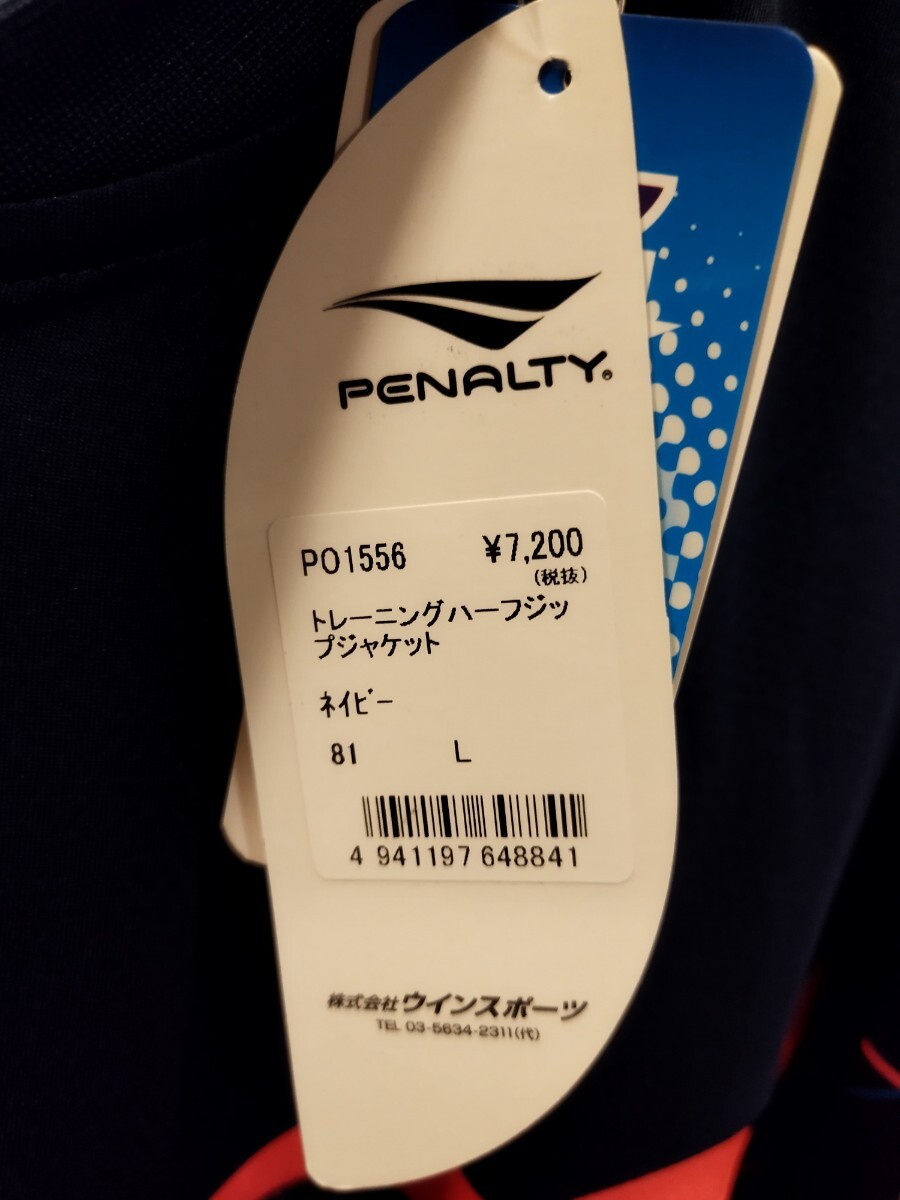 PENALTY®
PO1556 ¥7,200
(税抜)
トレーニングハーフジッ
プジャケット
ネイビー
81 L
4 941197 648841
株式会社ウインスポーツ
TEL 03-5634-2311(代)